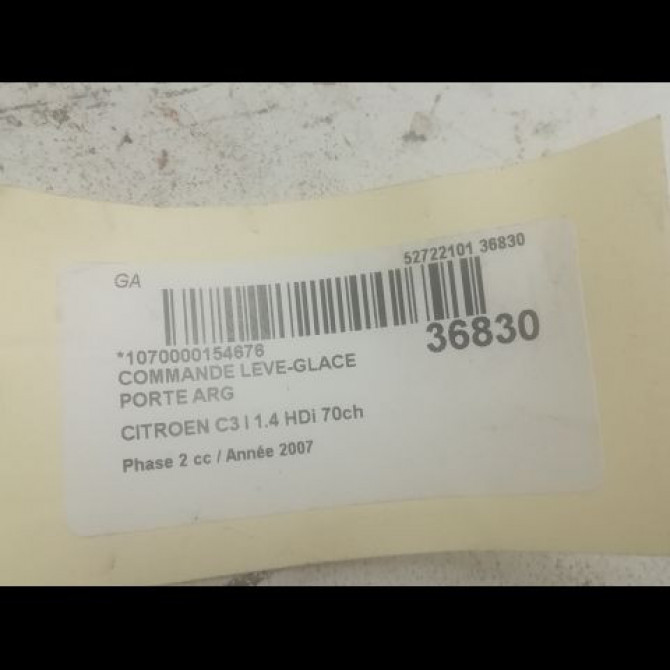 GA
52722101 36830
*1070000154676
36830
COMMANDE LEVE-GLACE
PORTE ARG
CITROEN C3 I 1.4 HDi 70ch
Phase 2 cc / Année 2007